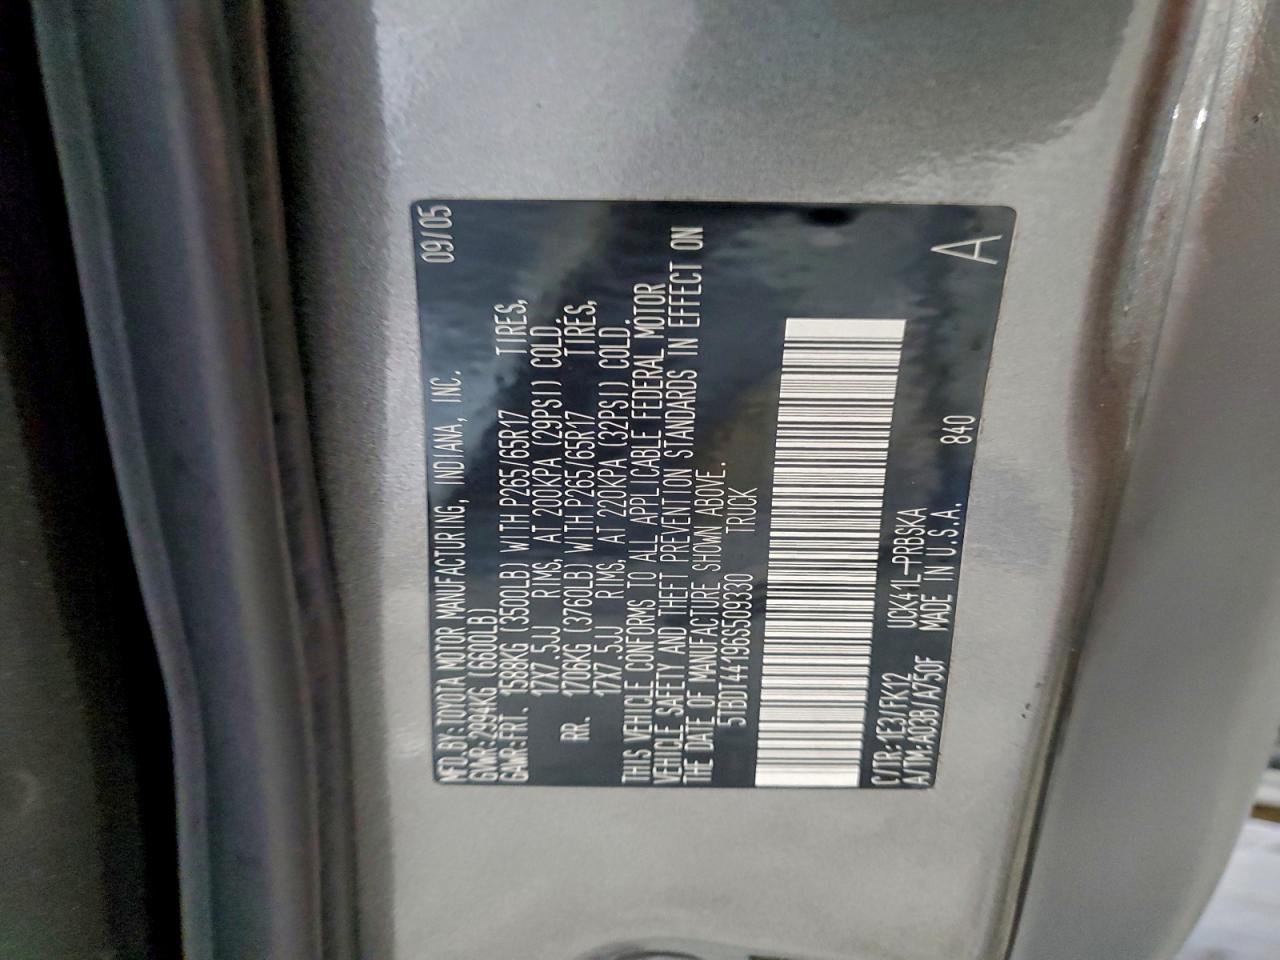 MFD.BY:TOYOTA MOTOR MANUFACTURING, INDIANA, INC. 09/05
GVWR:2994KG (6600LB)
GAWR:FRT. 1588KG (3500LB) WITH P265/65R17 TIRES,
17X7.5JJ RIMS, AT 200KPA (29PSI) COLD.
RR. 1706KG (3760LB) WITH P265/65R17 TIRES,
17X7.5JJ RIMS, AT 220KPA (32PSI) COLD.
THIS VEHICLE CONFORMS TO ALL APPLICABLE FEDERAL MOTOR
VEHICLE SAFETY AND THEFT PREVENTION STANDARDS IN EFFECT ON
THE DATE OF MANUFACTURE SHOWN ABOVE.
5TBDT44196S509330 TRUCK
C/TR:1E3/FK12 UCK41L-PRBSKA
A/TM:A03B/A750F MADE IN U.S.A. 840 A